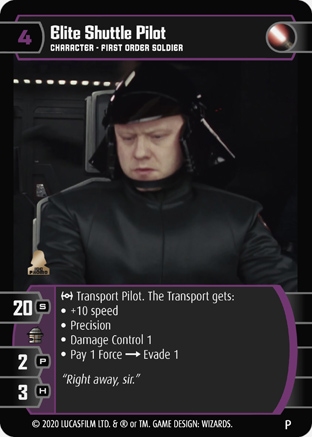 4 Elite Shuttle Pilot
CHARACTER • FIRST ORDER SOLDIER
20 S
2 P
3 H
Transport Pilot. The Transport gets:
• +10 speed
• Precision
• Damage Control 1
• Pay 1 Force → Evade 1
"Right away, sir."
© 2020 LUCASFILM LTD. & ® or TM. GAME DESIGN: WIZARDS. P